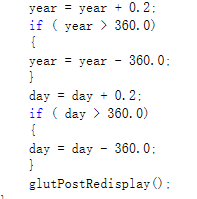 year = year + 0.2;
if ( year > 360.0)
{
year = year - 360.0;
}
day = day + 0.2;
if ( day > 360.0)
{
day = day - 360.0;
}
glutPostRedisplay();